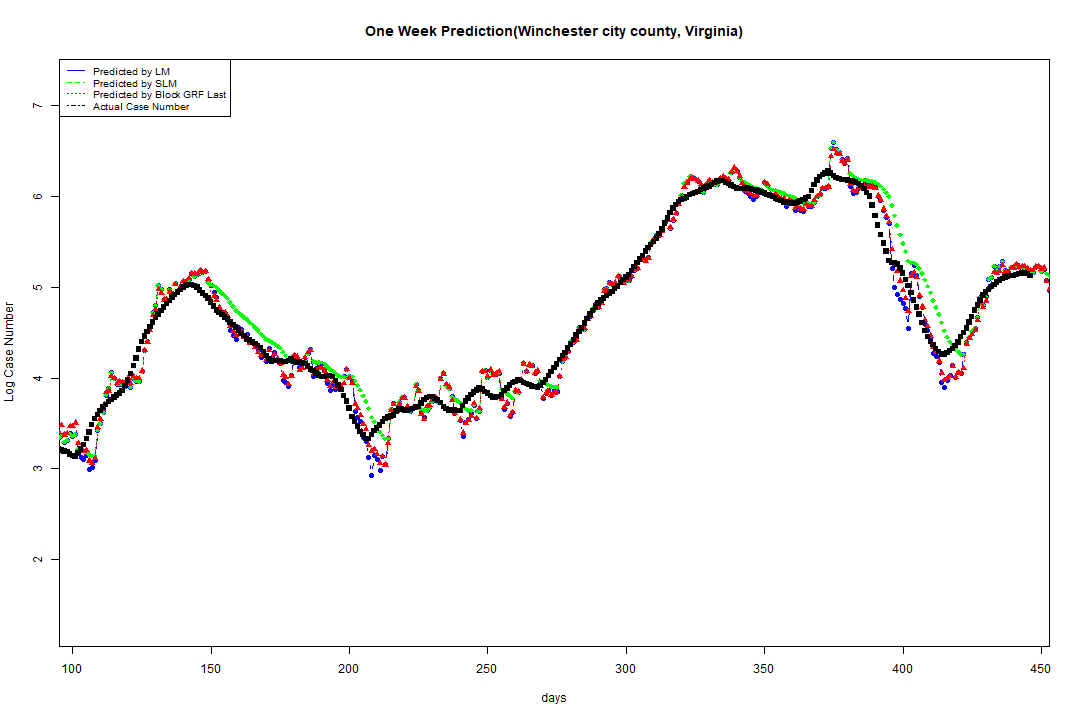 One Week Prediction(Winchester city county, Virginia)
Predicted by LM
Predicted by SLM
Predicted by Block GRF Last
Actual Case Number
7
6
5
4
3
2
Log Case Number
100 150 200 250 300 350 400 450
days